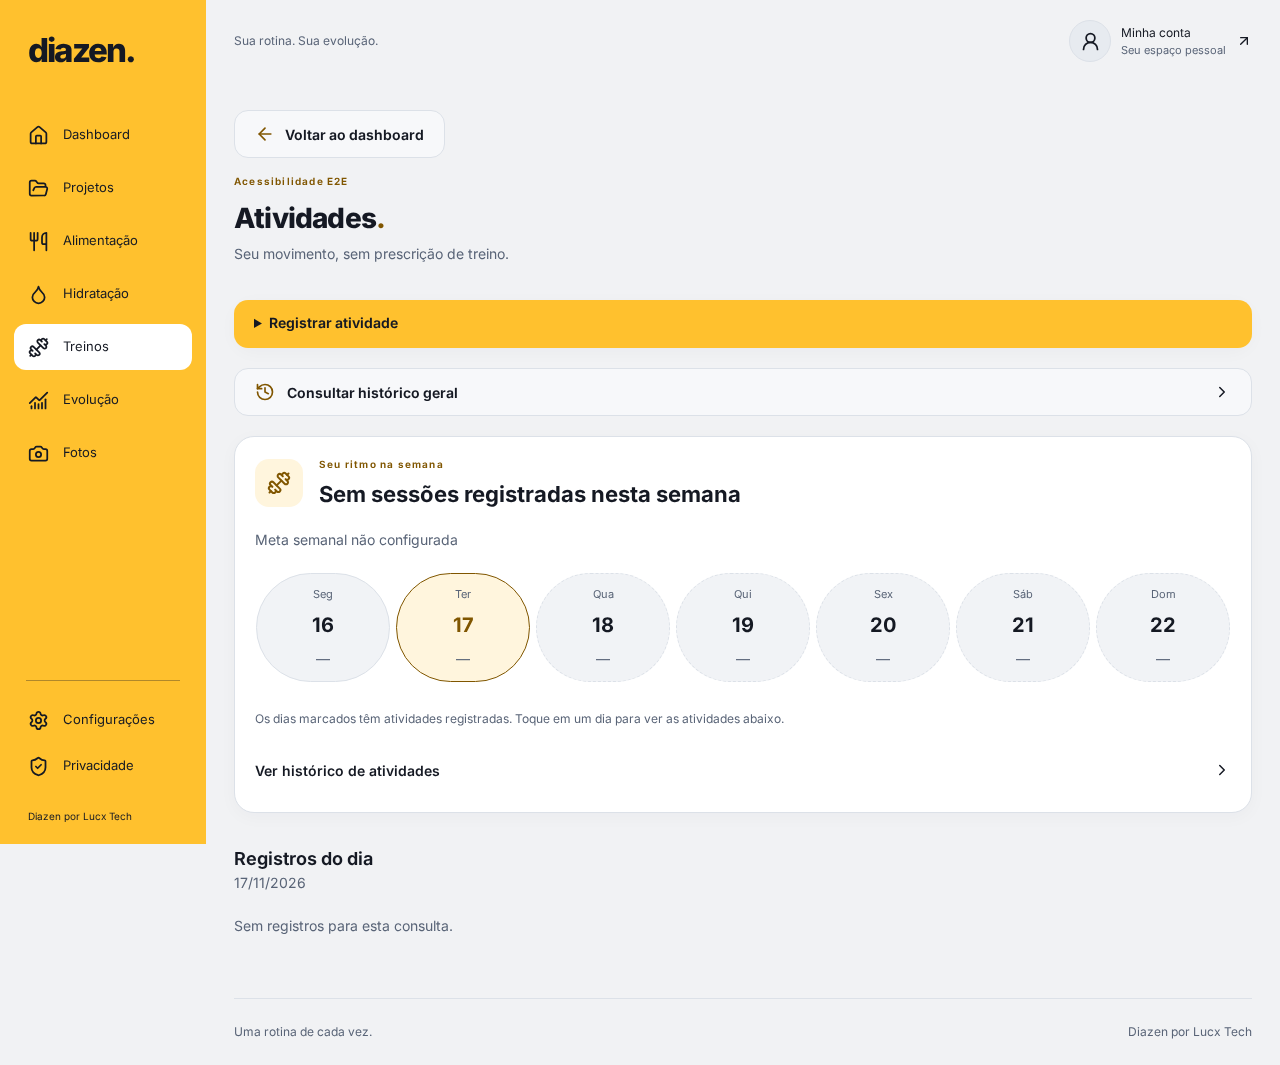 diazen.
Dashboard
Projetos
Alimentação
Hidratação
Treinos
Evolução
Fotos
Configurações
Privacidade
Diazen por Lucx Tech
Sua rotina. Sua evolução.
Minha conta
Seu espaço pessoal
Voltar ao dashboard
Acessibilidade E2E
Atividades.
Seu movimento, sem prescrição de treino.
Registrar atividade
Consultar histórico geral
Seu ritmo na semana
Sem sessões registradas nesta semana
Meta semanal não configurada
Seg Ter Qua Qui Sex Sáb Dom
16 17 18 19 20 21 22
— — — — — — —
Os dias marcados têm atividades registradas. Toque em um dia para ver as atividades abaixo.
Ver histórico de atividades
Registros do dia
17/11/2026
Sem registros para esta consulta.
Uma rotina de cada vez.
Diazen por Lucx Tech